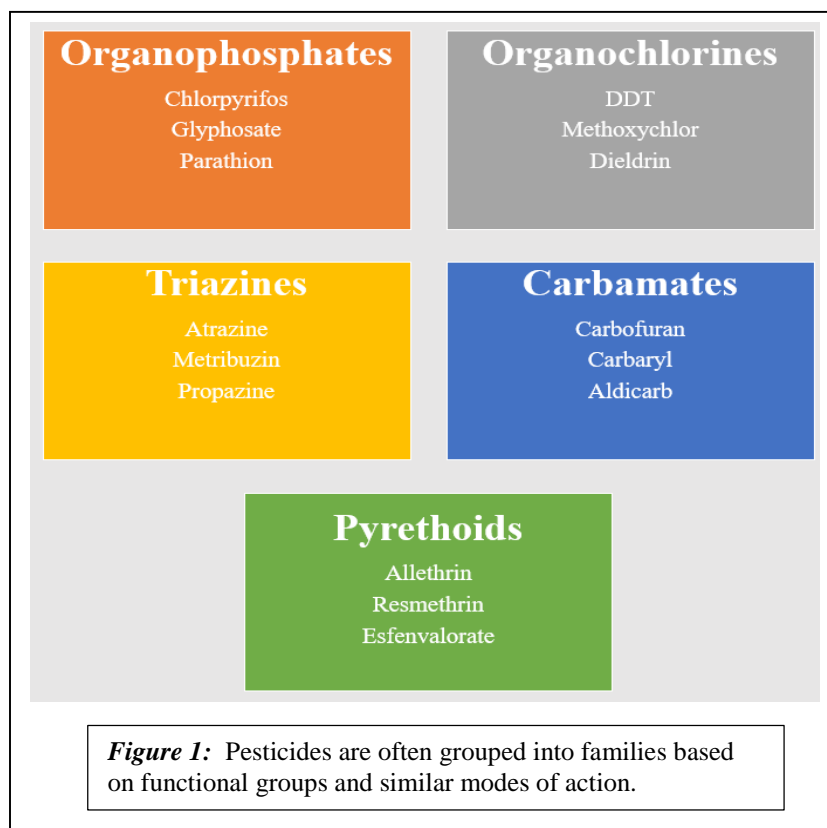 Organophosphates
Chlorpyrifos
Glyphosate
Parathion
Organochlorines
DDT
Methoxychlor
Dieldrin
Triazines
Atrazine
Metribuzin
Propazine
Carbamates
Carbofuran
Carbaryl
Aldicarb
Pyrethoids
Allethrin
Resmethrin
Esfenvalorate
Figure 1: Pesticides are often grouped into families based
on functional groups and similar modes of action.